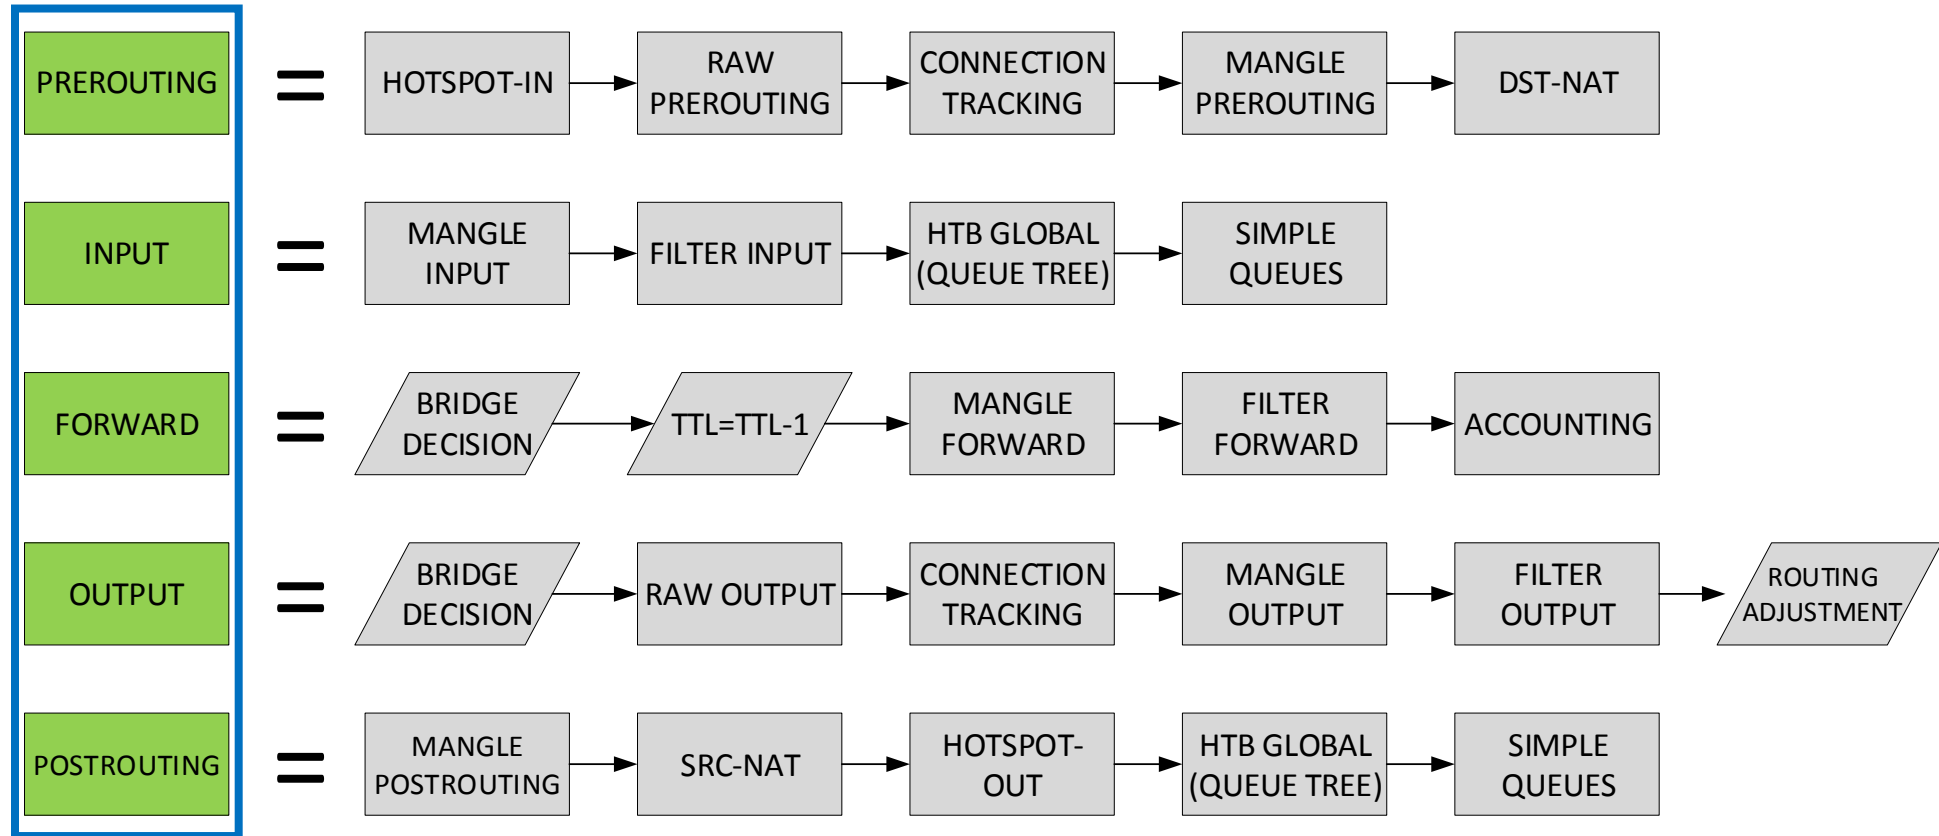 PREROUTING
=
HOTSPOT-IN
RAW
PREROUTING
CONNECTION
TRACKING
MANGLE
PREROUTING
DST-NAT
INPUT
=
MANGLE
INPUT
FILTER INPUT
HTB GLOBAL
(QUEUE TREE)
SIMPLE
QUEUES
FORWARD
=
BRIDGE
DECISION
TTL=TTL-1
MANGLE
FORWARD
FILTER
FORWARD
ACCOUNTING
OUTPUT
=
BRIDGE
DECISION
RAW OUTPUT
CONNECTION
TRACKING
MANGLE
OUTPUT
FILTER
OUTPUT
ROUTING
ADJUSTMENT
POSTROUTING
=
MANGLE
POSTROUTING
SRC-NAT
HOTSPOT-
OUT
HTB GLOBAL
(QUEUE TREE)
SIMPLE
QUEUES